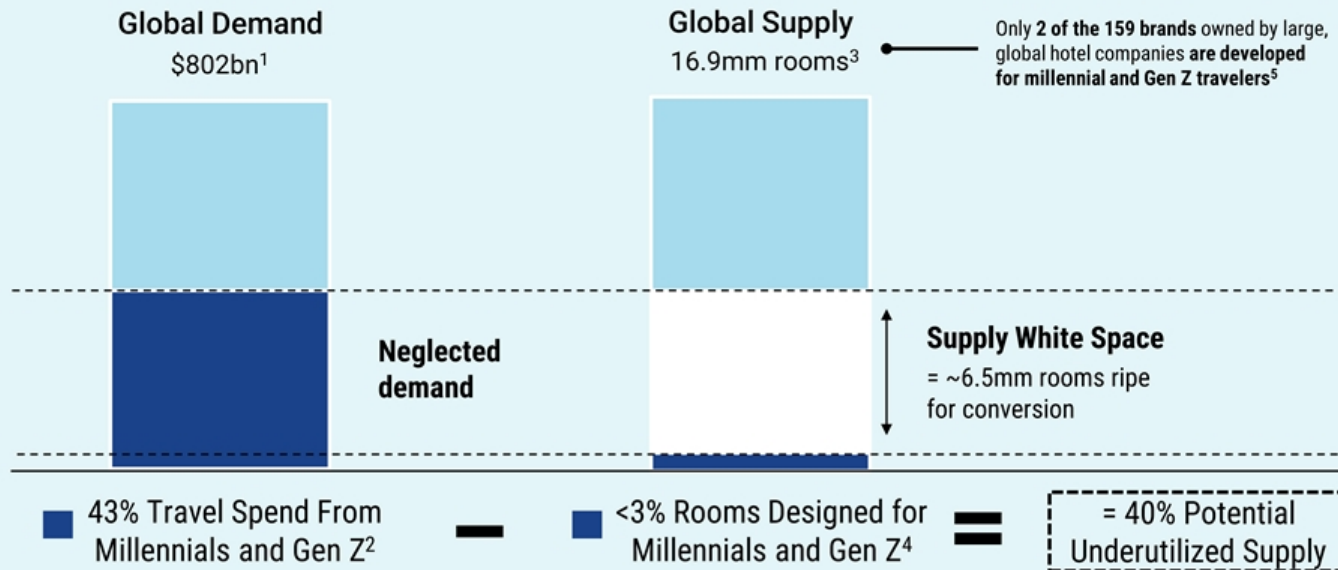 Global Demand
$802bn¹
Global Supply
16.9mm rooms³
Only 2 of the 159 brands owned by large,
global hotel companies are developed
for millennial and Gen Z travelers⁵
Neglected
demand
Supply White Space
= ~6.5mm rooms ripe
for conversion
43% Travel Spend From
Millennials and Gen Z²
<3% Rooms Designed for
Millennials and Gen Z⁴
= 40% Potential
Underutilized Supply